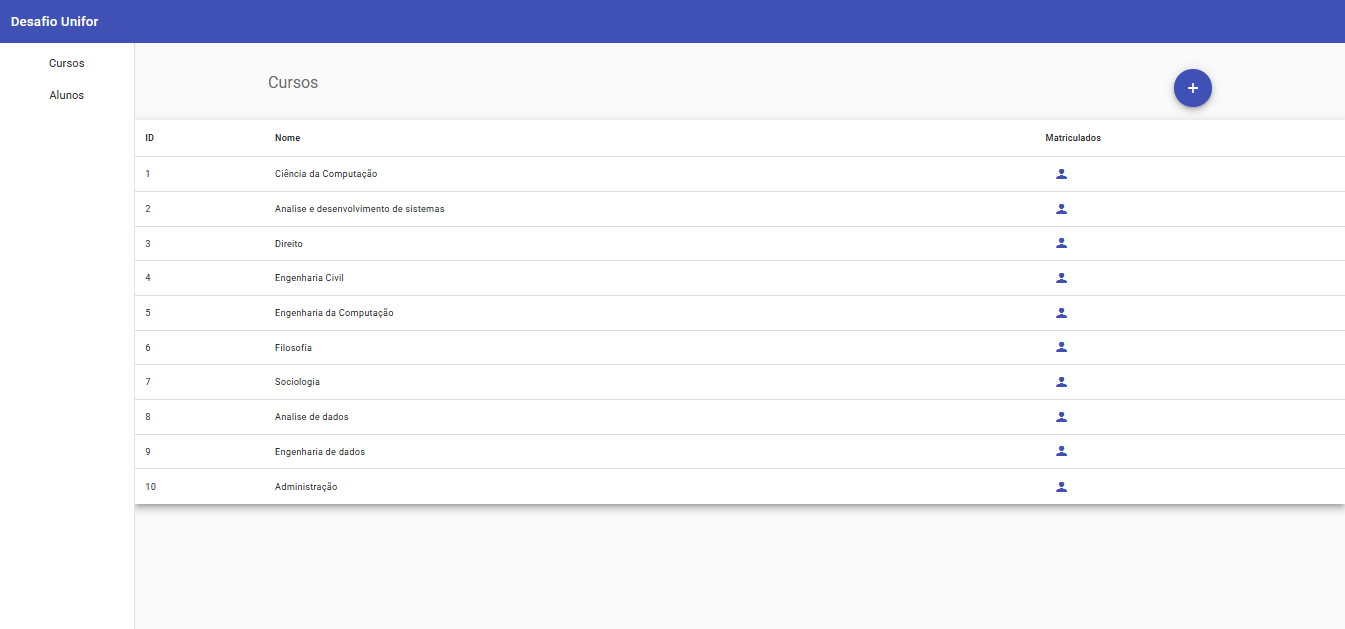 Desafio Unifor
Cursos
Alunos
Cursos
+
ID Nome Matriculados
1 Ciência da Computação
2 Analise e desenvolvimento de sistemas
3 Direito
4 Engenharia Civil
5 Engenharia da Computação
6 Filosofia
7 Sociologia
8 Analise de dados
9 Engenharia de dados
10 Administração